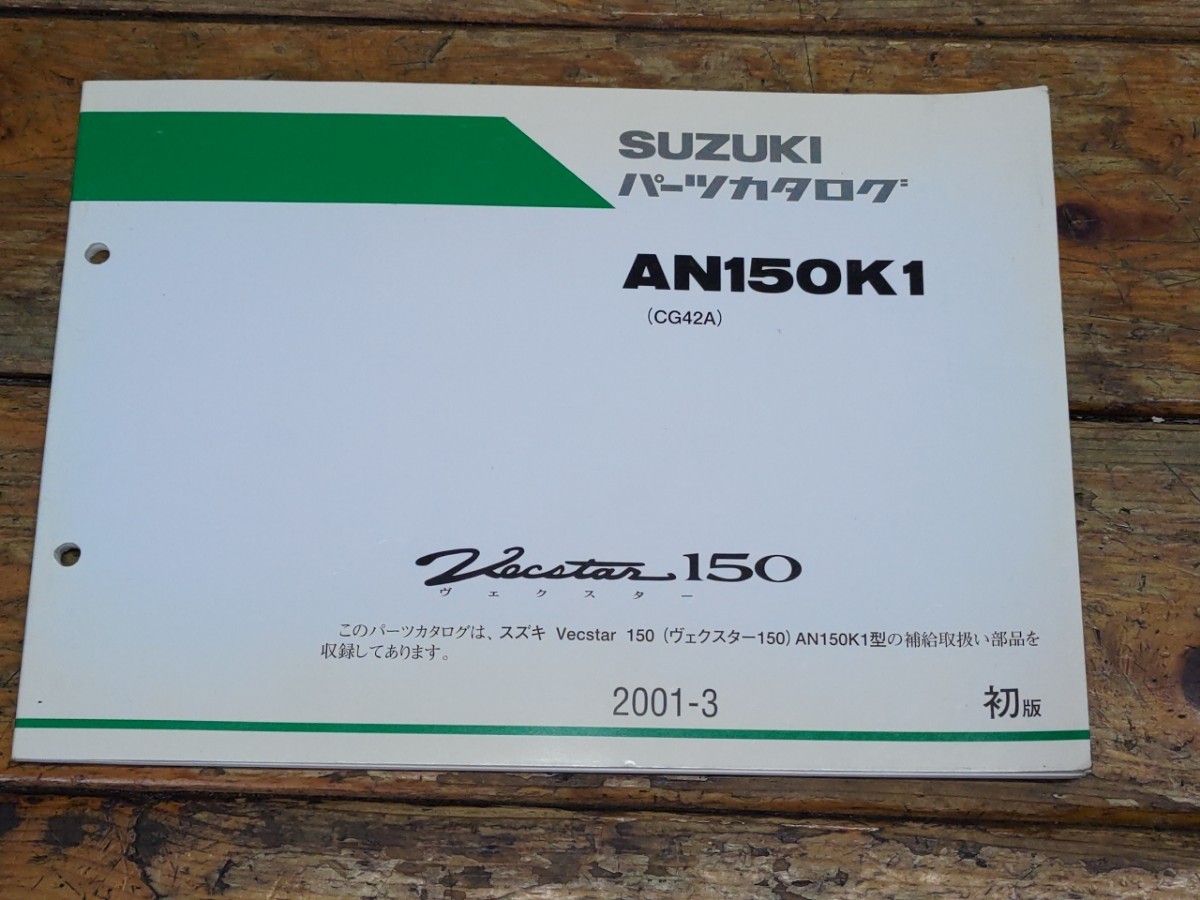 SUZUKI
パーツカタログ
AN150K1
(CG42A)
Vecstar 150
ヴェクスター
このパーツカタログは、スズキ Vecstar 150 (ヴェクスター150) AN150K1型の補給取扱い部品を
収録してあります。
2001-3 初版